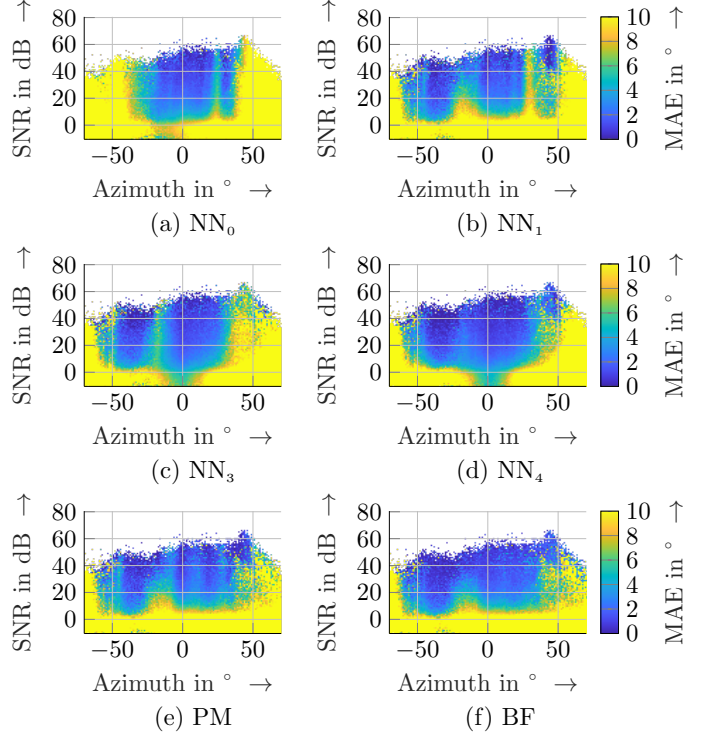 80
60
40
20
0
SNR in dB →
−50 0 50
Azimuth in ° →
(a) NN₀
80
60
40
20
0
SNR in dB →
−50 0 50
Azimuth in ° →
(b) NN₁
10
8
6
4
2
0
MAE in ° →
80
60
40
20
0
SNR in dB →
−50 0 50
Azimuth in ° →
(c) NN₃
80
60
40
20
0
SNR in dB →
−50 0 50
Azimuth in ° →
(d) NN₄
10
8
6
4
2
0
MAE in ° →
80
60
40
20
0
SNR in dB →
−50 0 50
Azimuth in ° →
(e) PM
80
60
40
20
0
SNR in dB →
−50 0 50
Azimuth in ° →
(f) BF
10
8
6
4
2
0
MAE in ° →